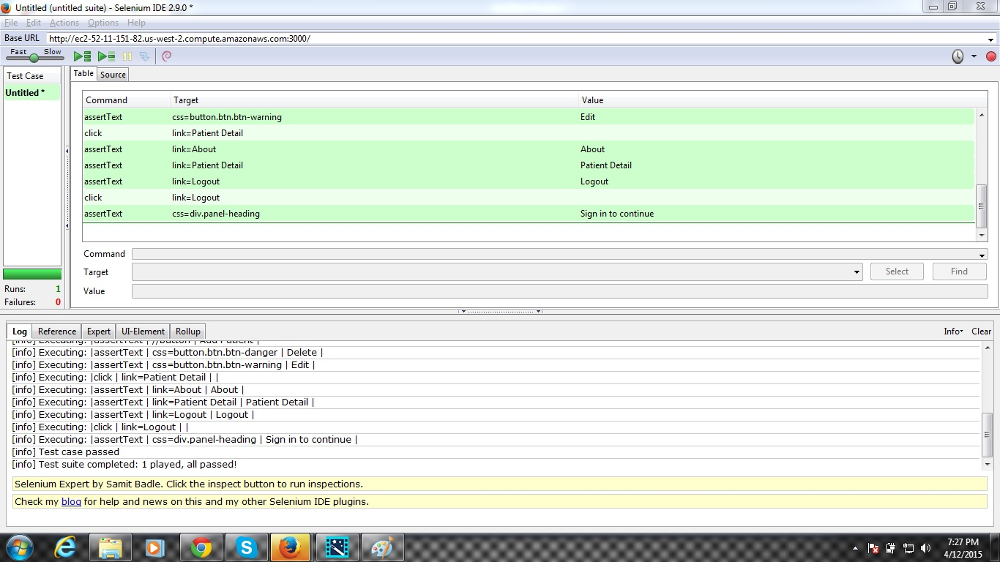 Untitled (untitled suite) - Selenium IDE 2.9.0 *
File Edit Actions Options Help
Base URL http://ec2-52-11-151-82.us-west-2.compute.amazonaws.com:3000/
Fast Slow
Test Case
Untitled *
Table Source
Command Target Value
assertText css=button.btn.btn-warning Edit
click link=Patient Detail
assertText link=About About
assertText link=Patient Detail Patient Detail
assertText link=Logout Logout
click link=Logout
assertText css=div.panel-heading Sign in to continue
Command
Target Select Find
Value
Runs: 1
Failures: 0
Log Reference Expert UI-Element Rollup Info Clear
[info] Executing: |assertText | //button | Add Patient |
[info] Executing: |assertText | css=button.btn.btn-danger | Delete |
[info] Executing: |assertText | css=button.btn.btn-warning | Edit |
[info] Executing: |click | link=Patient Detail | |
[info] Executing: |assertText | link=About | About |
[info] Executing: |assertText | link=Patient Detail | Patient Detail |
[info] Executing: |assertText | link=Logout | Logout |
[info] Executing: |click | link=Logout | |
[info] Executing: |assertText | css=div.panel-heading | Sign in to continue |
[info] Test case passed
[info] Test suite completed: 1 played, all passed!
Selenium Expert by Samit Badle. Click the inspect button to run inspections.
Check my blog for help and news on this and my other Selenium IDE plugins.
7:27 PM
4/12/2015